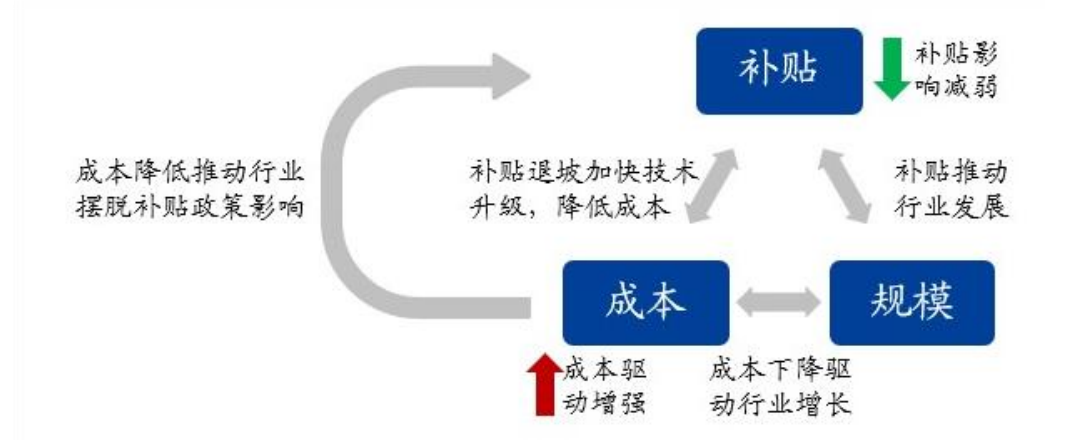 补贴
补贴影
响减弱
成本降低推动行业
摆脱补贴政策影响
补贴退坡加快技术
升级，降低成本
补贴推动
行业发展
成本
规模
成本驱
动增强
成本下降驱
动行业增长